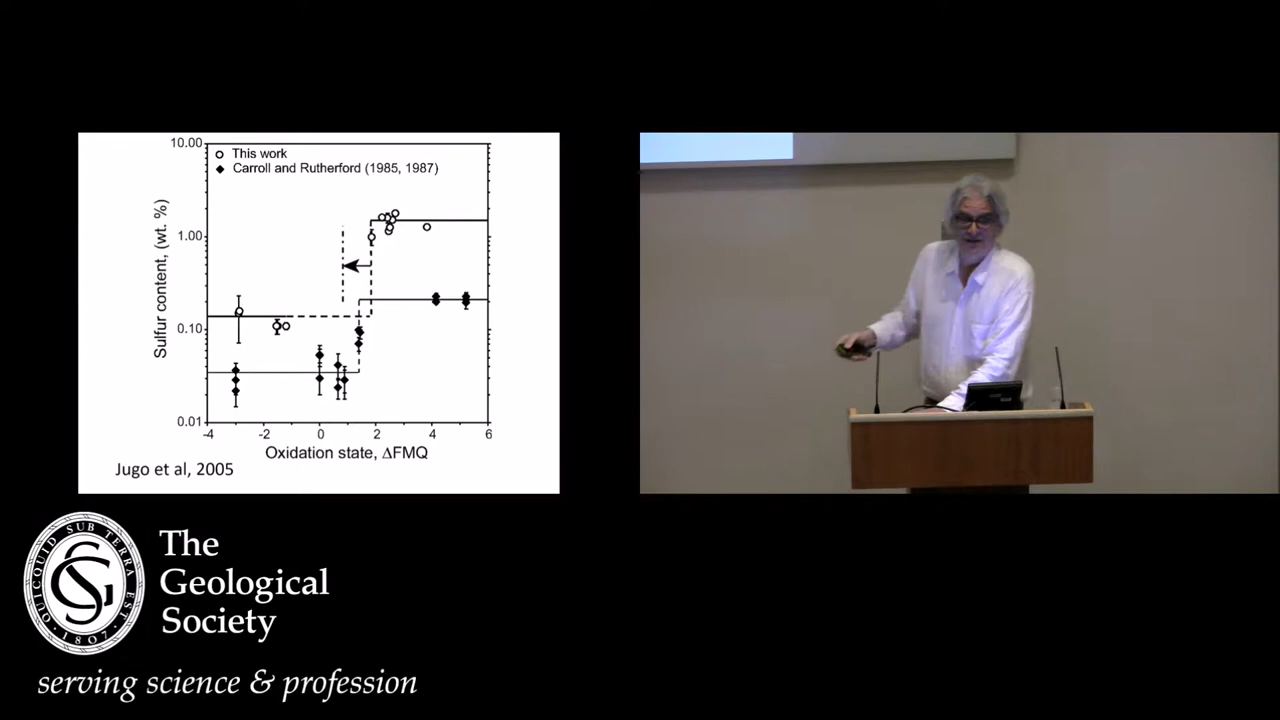 10.00
This work
Carroll and Rutherford (1985, 1987)
Sulfur content, (wt. %)
1.00
0.10
0.01
-4
-2
0
2
4
6
Oxidation state, ΔFMQ
Jugo et al, 2005
QUICQUID SUB TERRA EST
GS
·1807·
The
Geological
Society
serving science & profession